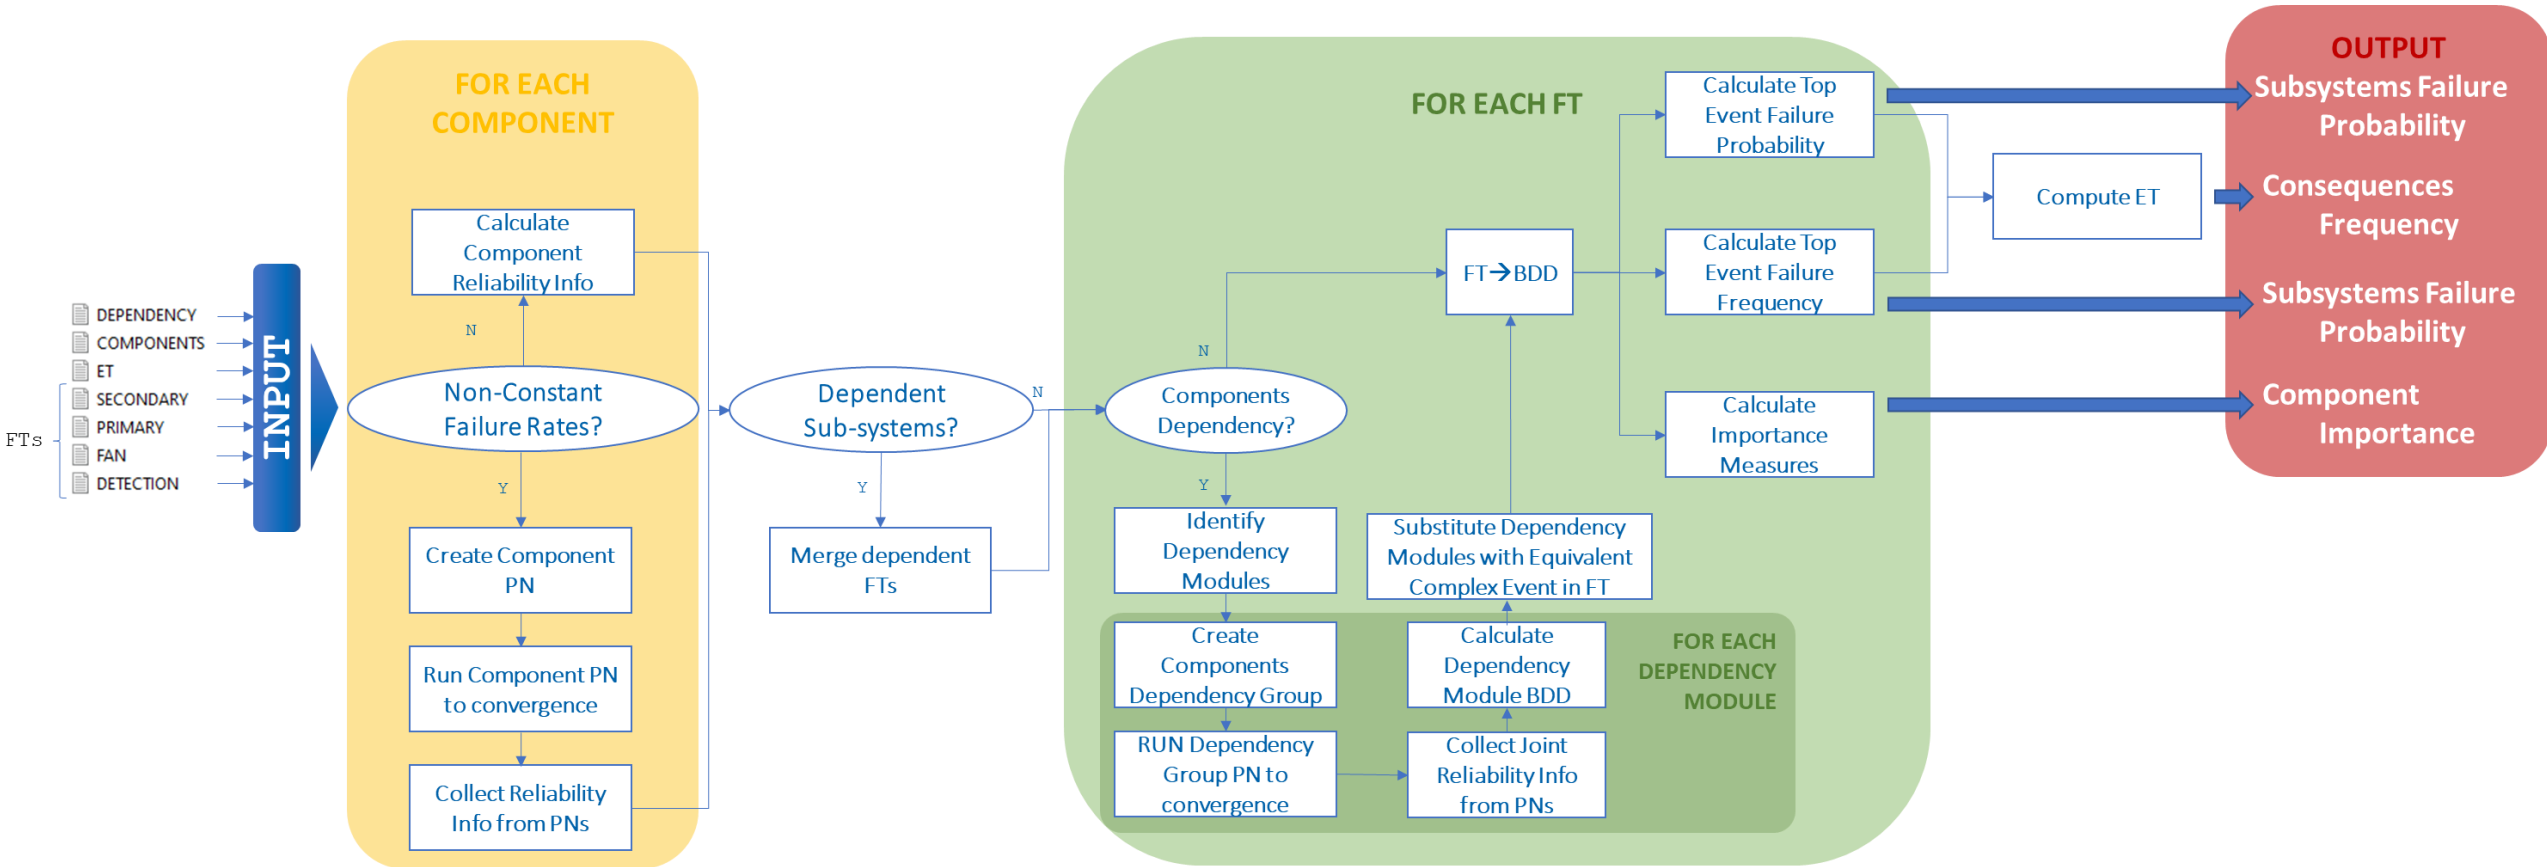 FTs
DEPENDENCY
COMPONENTS
ET
SECONDARY
PRIMARY
FAN
DETECTION
INPUT
FOR EACH
COMPONENT
Calculate
Component
Reliability Info
N
Non-Constant
Failure Rates?
Y
Create Component
PN
Run Component PN
to convergence
Collect Reliability
Info from PNs
Dependent
Sub-systems?
N
Y
Merge dependent
FTs
FOR EACH FT
N
Components
Dependency?
Y
Identify
Dependency
Modules
FOR EACH
DEPENDENCY
MODULE
Create
Components
Dependency Group
RUN Dependency
Group PN to
convergence
Collect Joint
Reliability Info
from PNs
Calculate
Dependency
Module BDD
Substitute Dependency
Modules with Equivalent
Complex Event in FT
FT→BDD
Calculate Top
Event Failure
Probability
Calculate Top
Event Failure
Frequency
Calculate
Importance
Measures
Compute ET
OUTPUT
Subsystems Failure
Probability
Consequences
Frequency
Subsystems Failure
Probability
Component
Importance